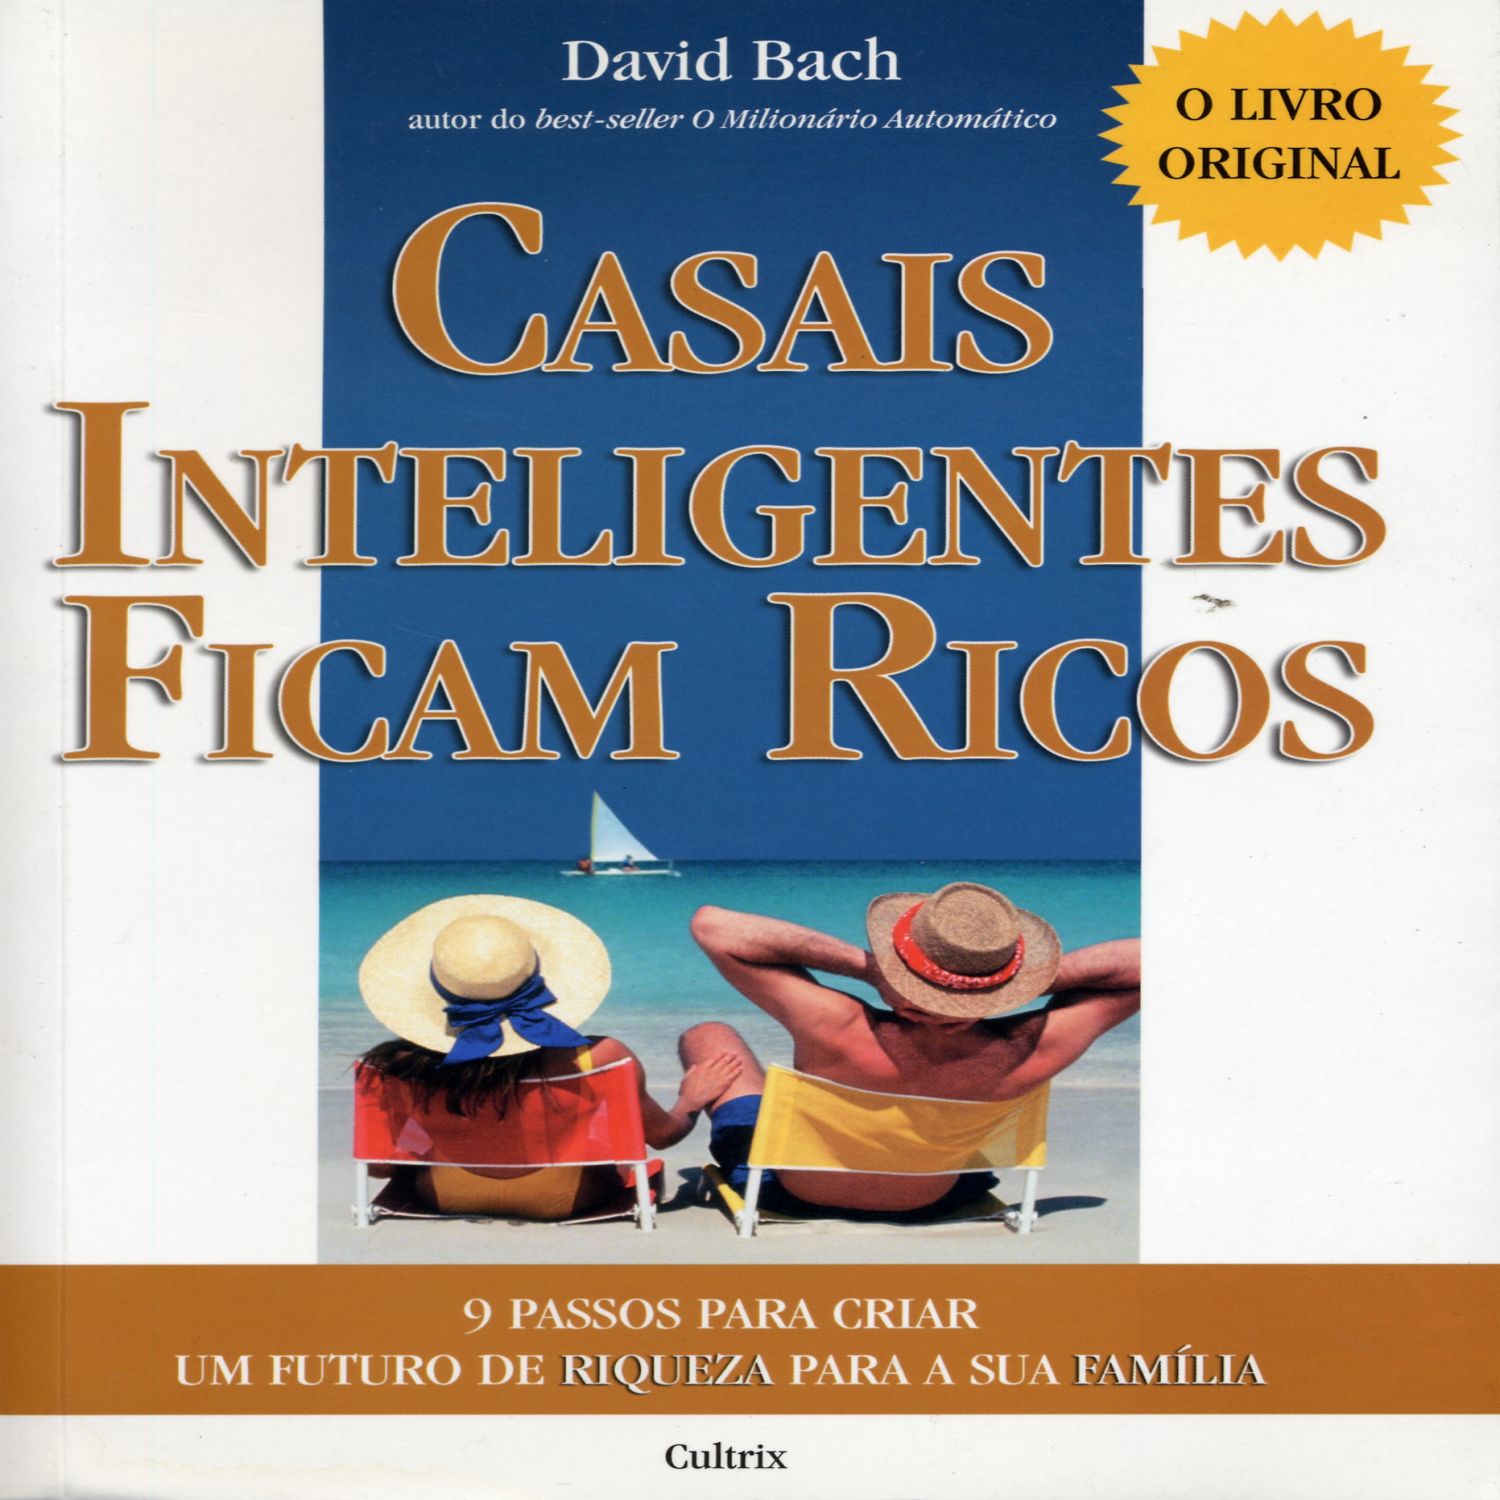 David Bach
autor do best-seller O Milionário Automático
O LIVRO
ORIGINAL
CASAIS
INTELIGENTES
FICAM RICOS
9 PASSOS PARA CRIAR
UM FUTURO DE RIQUEZA PARA A SUA FAMÍLIA
Cultrix